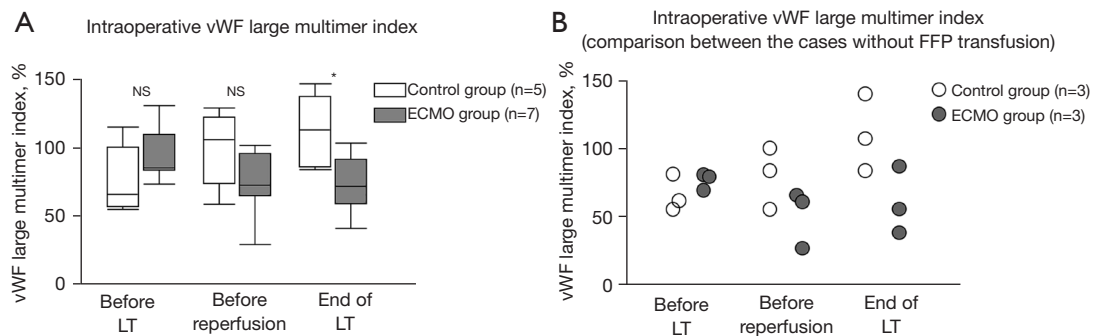 A
Intraoperative vWF large multimer index
vWF large multimer index, %
150
100
50
0
NS
NS
*
Control group (n=5)
ECMO group (n=7)
Before
LT
Before
reperfusion
End of
LT
B
Intraoperative vWF large multimer index
(comparison between the cases without FFP transfusion)
vWF large multimer index, %
150
100
50
0
Control group (n=3)
ECMO group (n=3)
Before
LT
Before
reperfusion
End of
LT